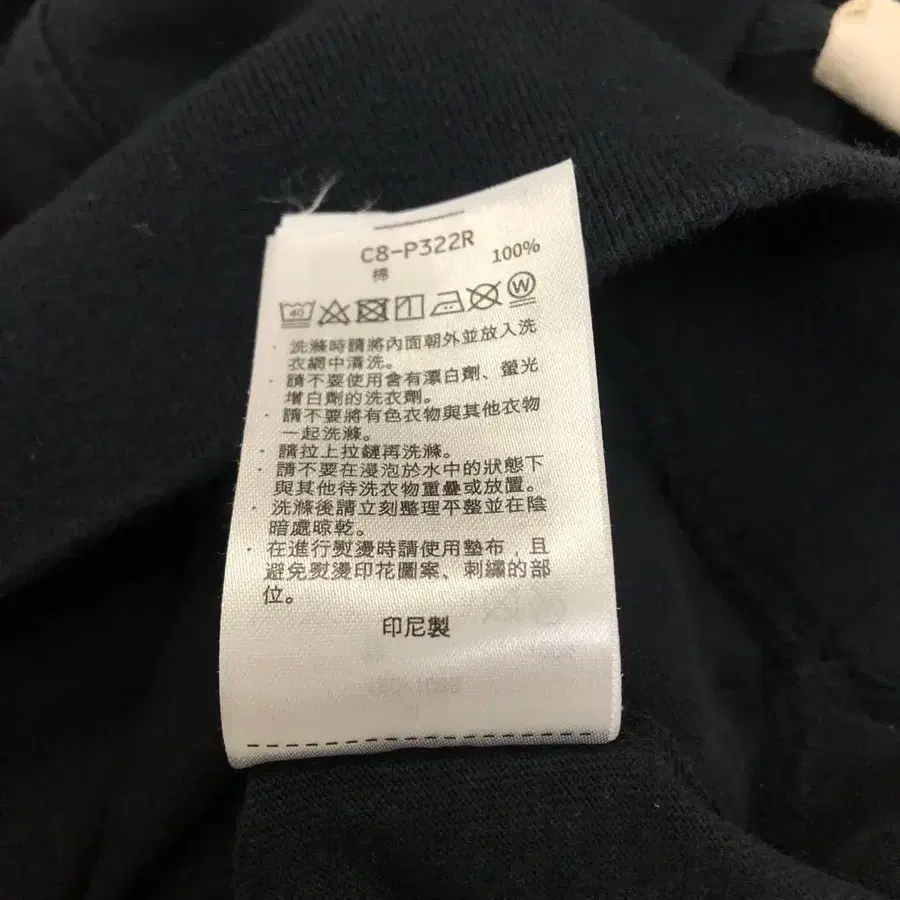 C8-P322R
棉 100%
40 W
· 洗滌時請將內面朝外並放入洗
衣網中清洗。
· 請不要使用含有漂白劑、螢光
增白劑的洗衣劑。
· 請不要將有色衣物與其他衣物
一起洗滌。
· 請拉上拉鏈再洗滌。
· 請不要在浸泡於水中的狀態下
與其他待洗衣物重疊或放置。
· 洗滌後請立刻整理平整並在陰
暗處晾乾。
· 在進行熨燙時請使用墊布，且
避免熨燙印花圖案、刺繡的部
位。
印尼製